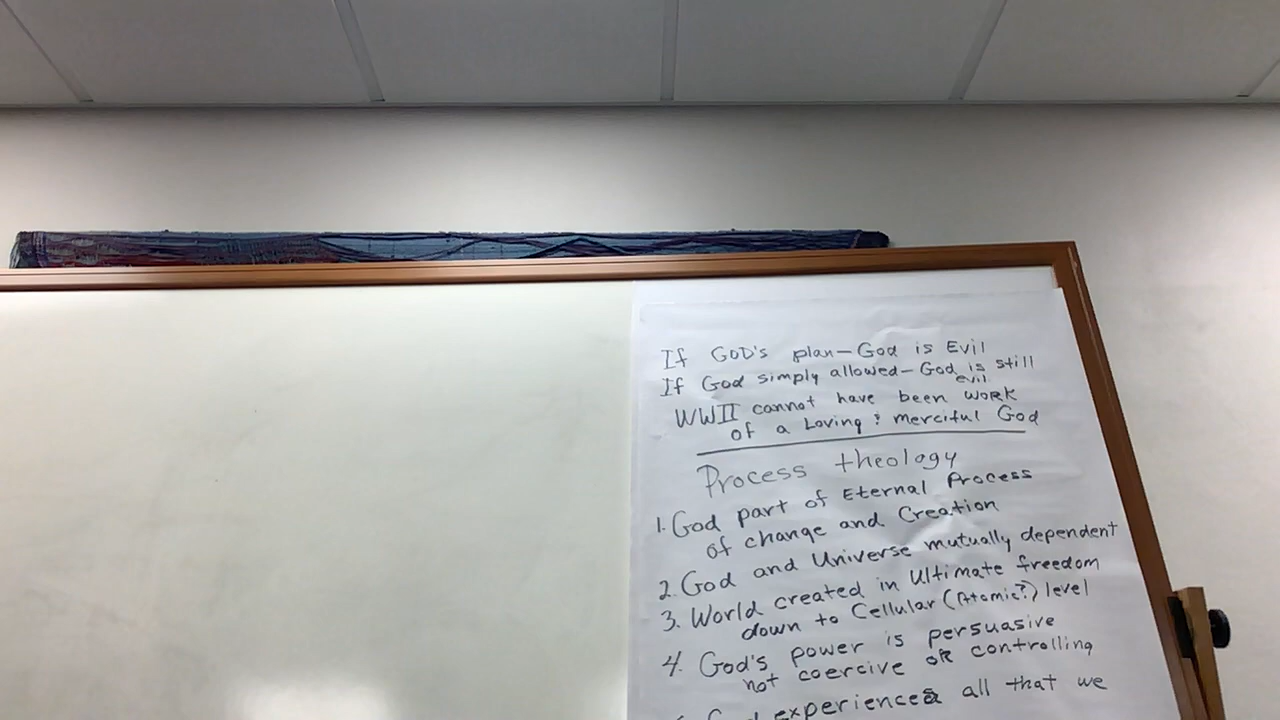 If GOD'S plan—God is Evil
If God simply allowed—God is still
evil
WWII cannot have been WORK
of a Loving & merciful God
Process theology
1. God part of Eternal Process
of change and Creation
2. God and Universe mutually dependent
3. World created in Ultimate freedom
down to Cellular (Atomic?) level
4. God's power is persuasive
not coercive or controlling
God experiences all that we